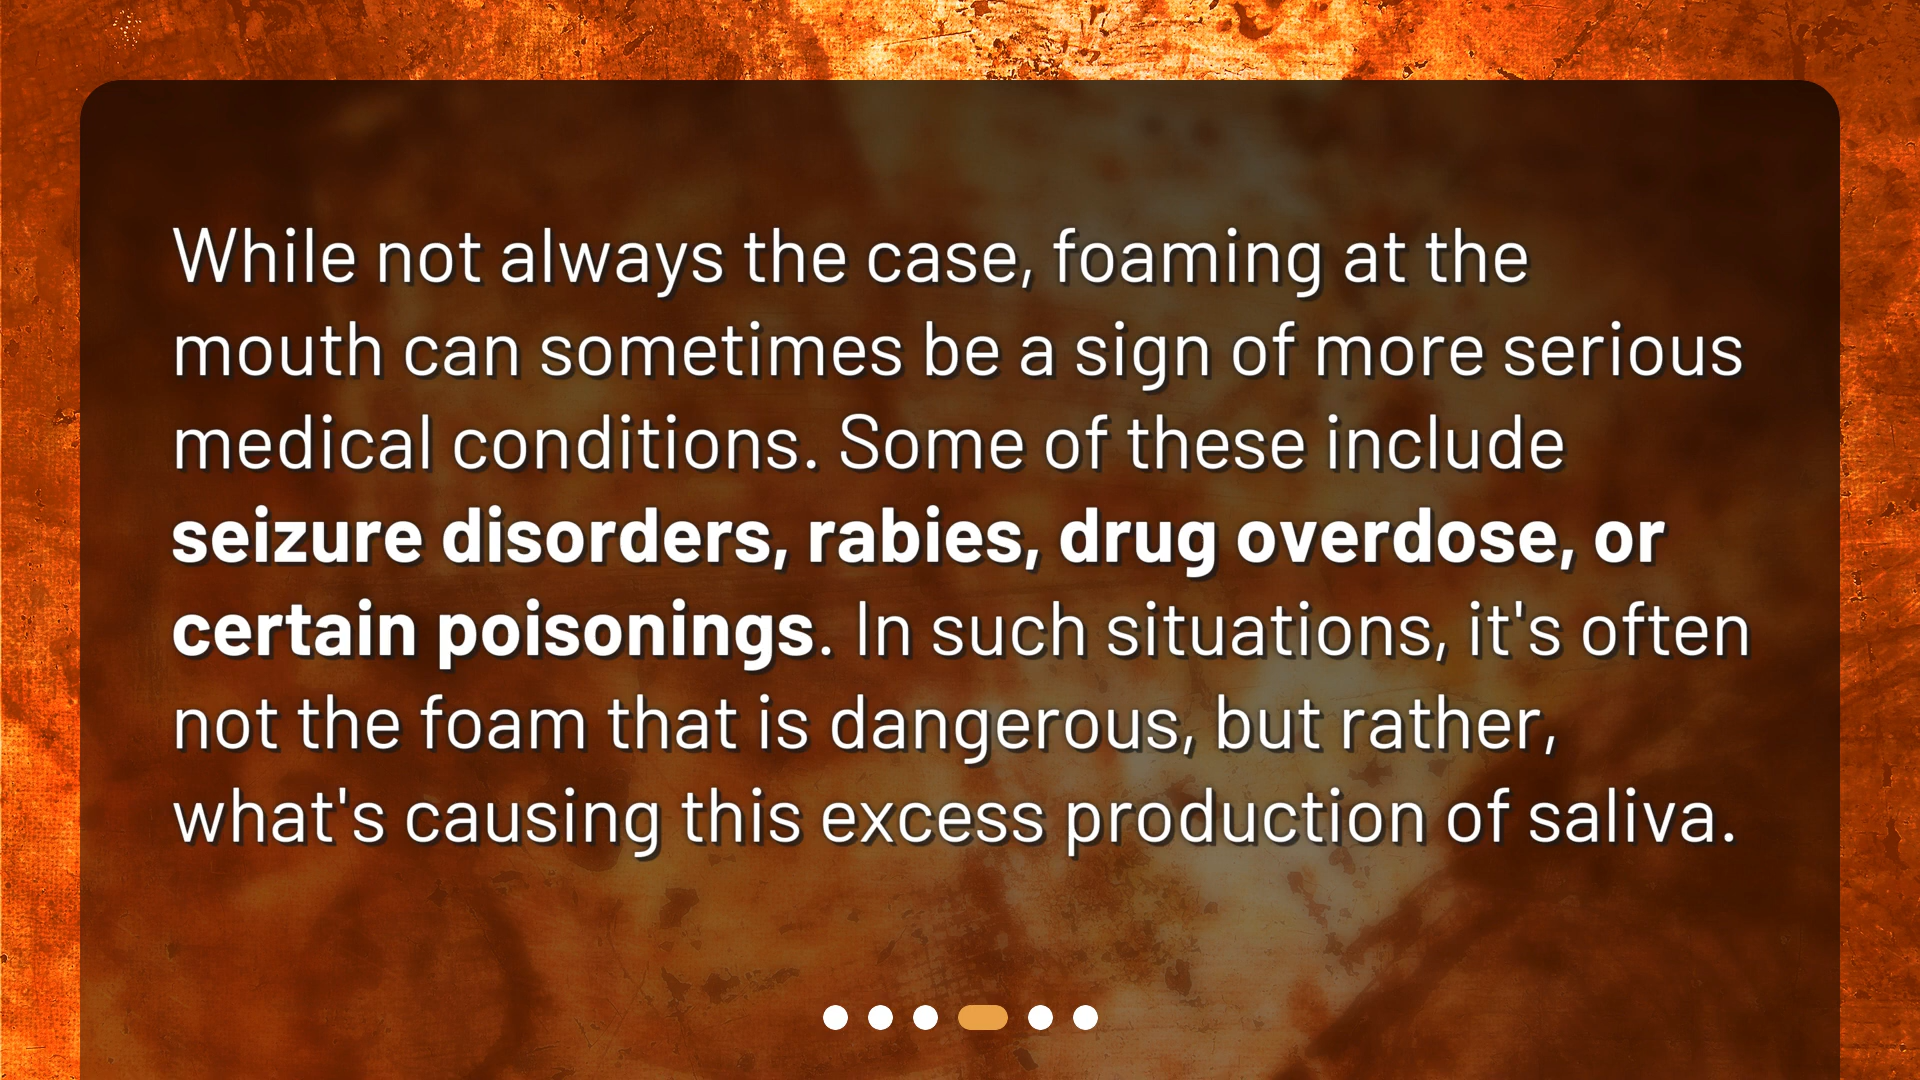 While not always the case, foaming at the
mouth can sometimes be a sign of more serious
medical conditions. Some of these include
seizure disorders, rabies, drug overdose, or
certain poisonings. In such situations, it's often
not the foam that is dangerous, but rather,
what's causing this excess production of saliva.